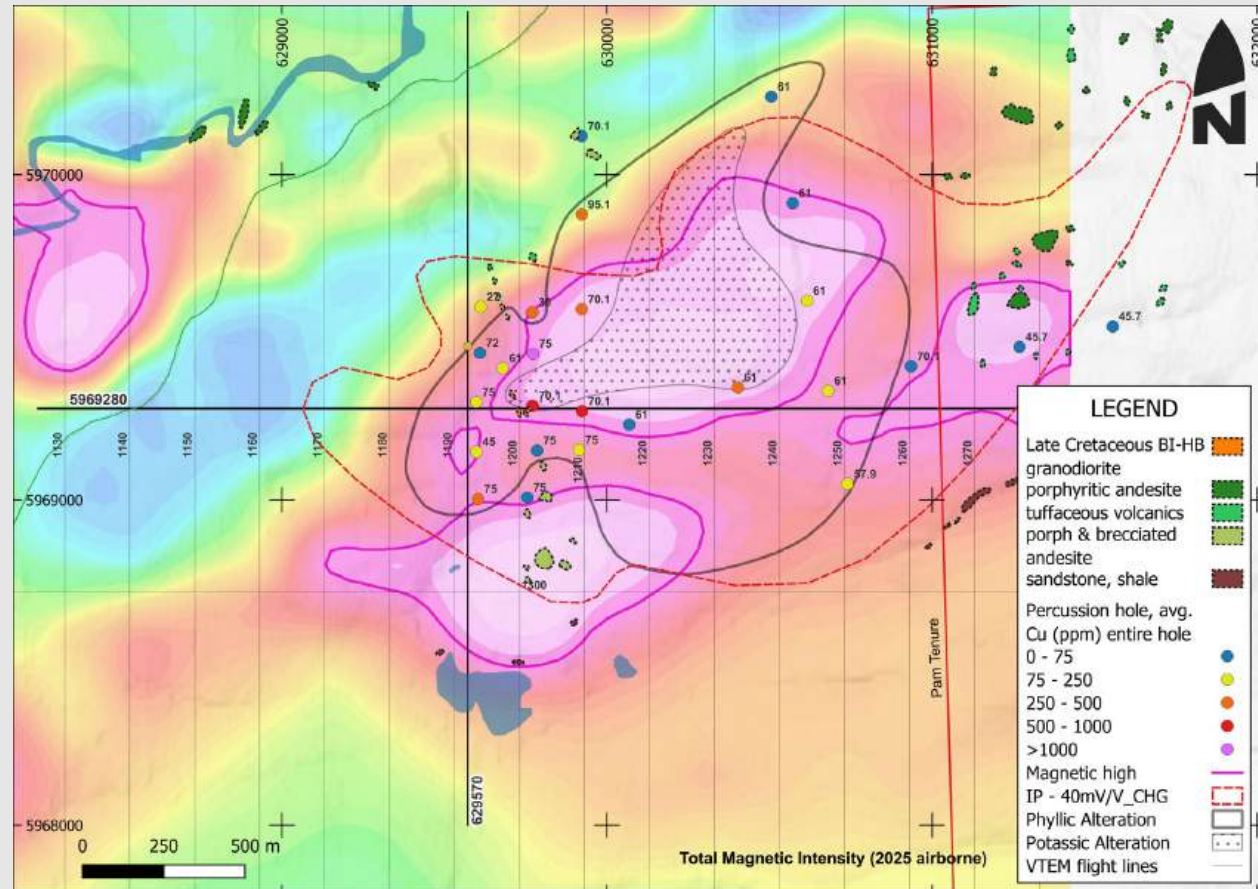 629000
630000
631000
61
70.1
5970000
95.1
61
27
30
70.1
61
45.7
72
75
45.7
61
70.1
61
61
75
70.1
70.1
5969280
61
1130
1140
1150
1160
1170
1180
1190
1200
1210
1220
1230
1240
1250
1260
1270
45
75
57.9
75
75
5969000
1300
Pam Tenure
629570
5968000
0 250 500 m
Total Magnetic Intensity (2025 airborne)
N
LEGEND
Late Cretaceous BI-HB
granodiorite
porphyritic andesite
tuffaceous volcanics
porph & brecciated
andesite
sandstone, shale
Percussion hole, avg.
Cu (ppm) entire hole
0 - 75
75 - 250
250 - 500
500 - 1000
>1000
Magnetic high
IP - 40mV/V_CHG
Phyllic Alteration
Potassic Alteration
VTEM flight lines